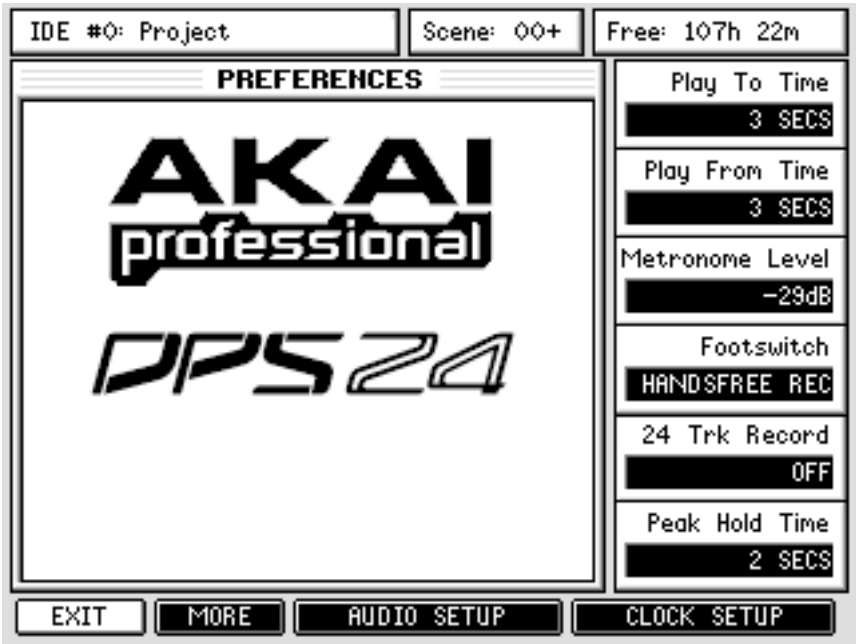 IDE #0: Project
Scene: 00+
Free: 107h 22m
PREFERENCES
AKAI
professional
DPS24
Play To Time
3 SECS
Play From Time
3 SECS
Metronome Level
-29dB
Footswitch
HANDSFREE REC
24 Trk Record
OFF
Peak Hold Time
2 SECS
EXIT
MORE
AUDIO SETUP
CLOCK SETUP